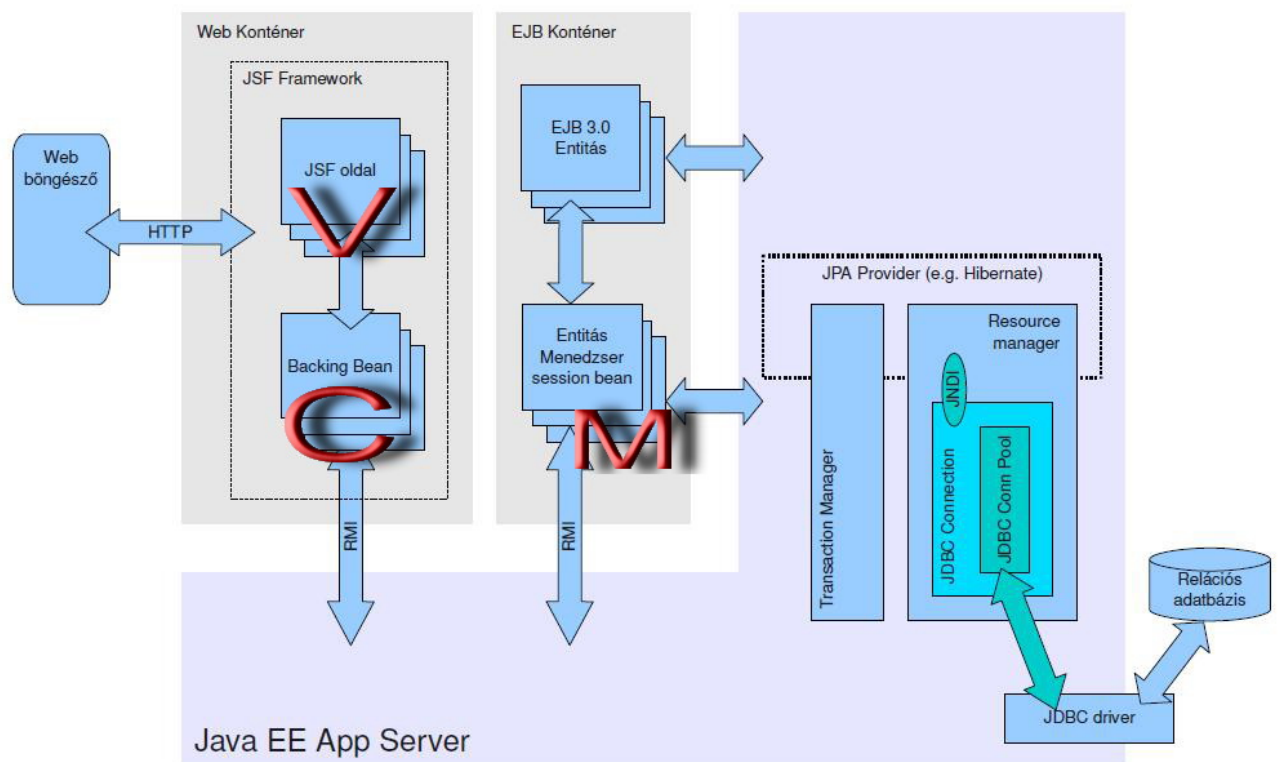 Web Konténer
JSF Framework
JSF oldal
V
Backing Bean
C
RMI
Web
böngésző
HTTP
EJB Konténer
EJB 3.0
Entitás
Entitás
Menedzser
session bean
M
RMI
JPA Provider (e.g. Hibernate)
Transaction Manager
Resource
manager
JNDI
JDBC Connection
JDBC Conn Pool
Relációs
adatbázis
JDBC driver
Java EE App Server